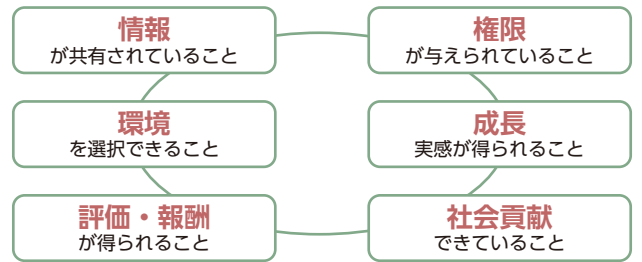 情報
が共有されていること
権限
が与えられていること
環境
を選択できること
成長
実感が得られること
評価・報酬
が得られること
社会貢献
できていること